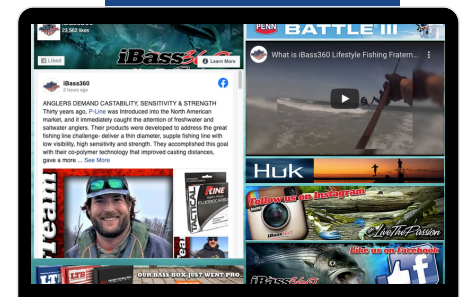 iBass360
23,562 likes
iBass360
Liked
Learn More
iBass360
3 hours ago
ANGLERS DEMAND CASTABILITY, SENSITIVITY & STRENGTH
Thirty years ago, P-Line was Introduced into the North American
market, and it immediately caught the attention of freshwater and
saltwater anglers. Their products were developed to address the great
fishing line challenge- deliver a thin diameter, supple fishing line with
low visibility, high sensitivity and strength. They accomplished this goal
with their co-polymer technology that improved casting distances,
gave a more ... See More
TACTICAL
FLUOROCARBON
OUR BASS BOX JUST WENT PRO.
PENN
BATTLE III
What is iBass360 Lifestyle Fishing Fratern...
Huk
Follow us on Instagram
#LiveThePassion
like us on Facebook
iBass360